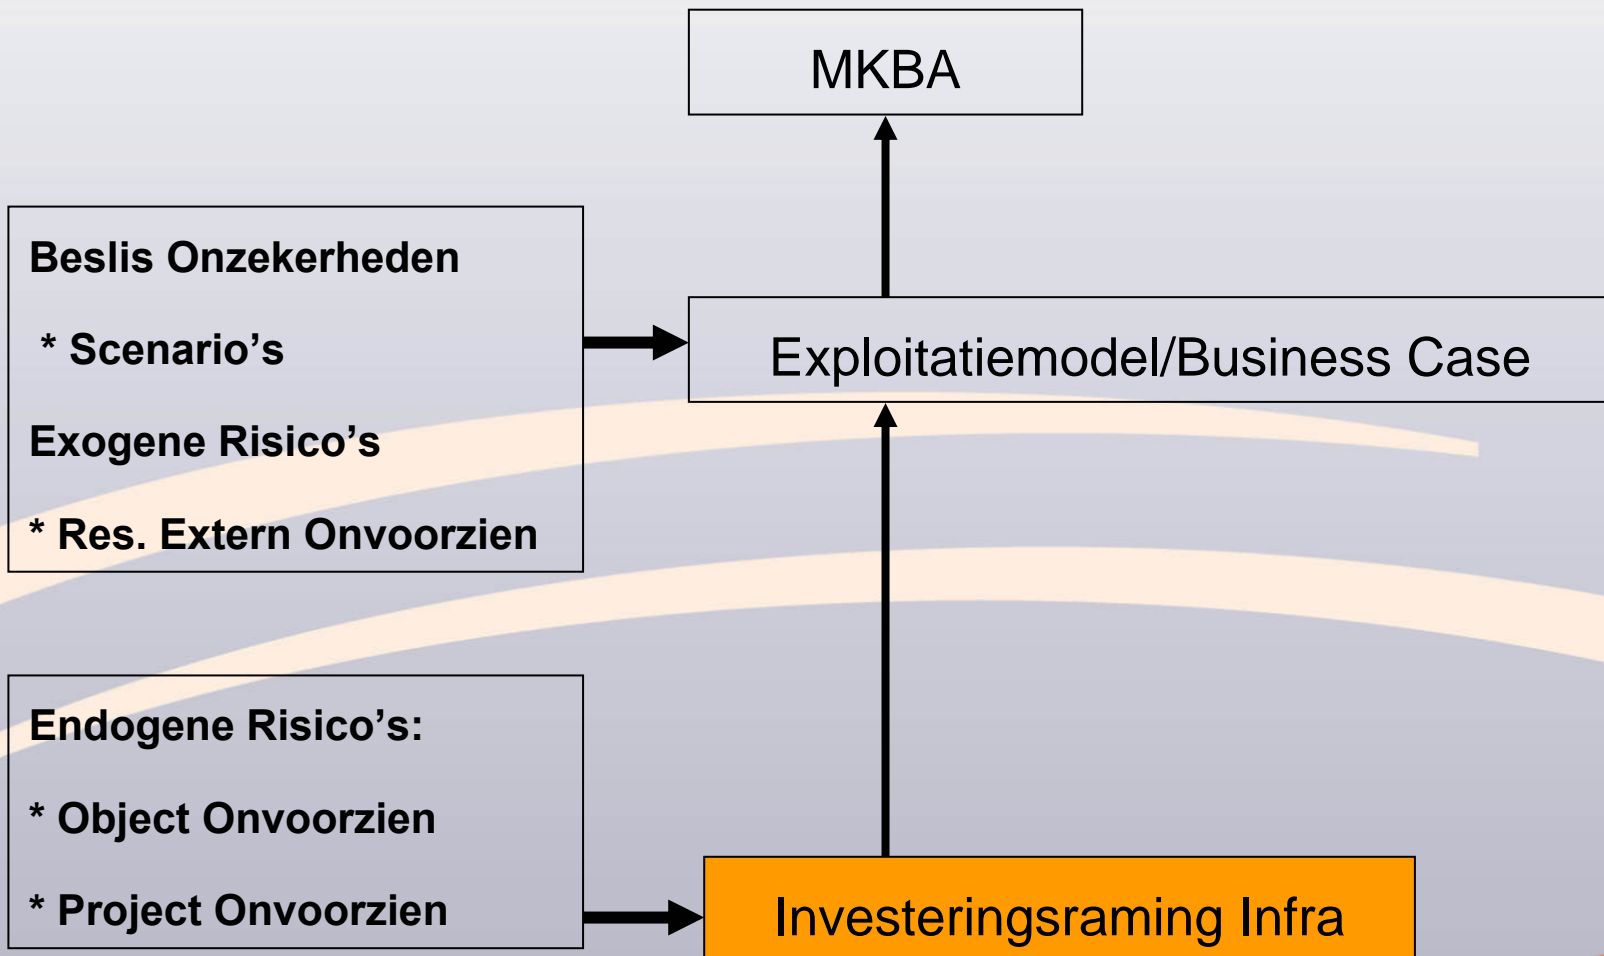 MKBA
Beslis Onzekerheden
* Scenario’s
Exogene Risico’s
* Res. Extern Onvoorzien
Exploitatiemodel/Business Case
Endogene Risico’s:
* Object Onvoorzien
* Project Onvoorzien
Investeringsraming Infra